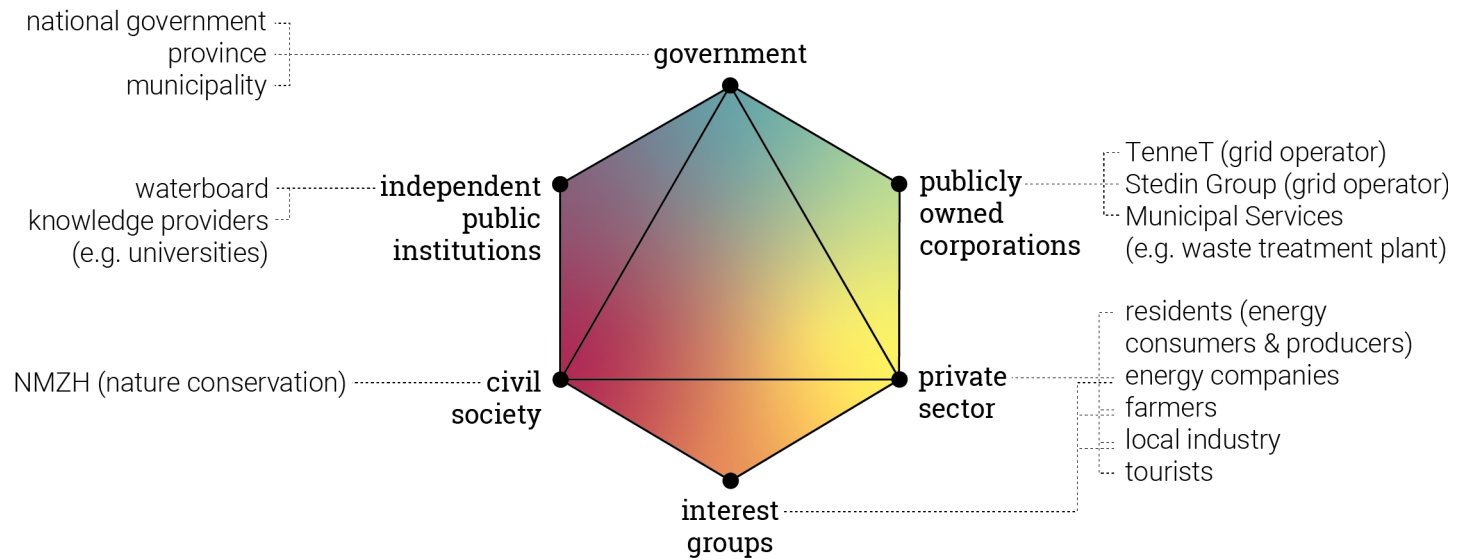 national government
province
municipality
government
waterboard
knowledge providers
(e.g. universities)
independent
public
institutions
publicly
owned
corporations
TenneT (grid operator)
Stedin Group (grid operator)
Municipal Services
(e.g. waste treatment plant)
NMZH (nature conservation)
civil
society
private
sector
residents (energy
consumers & producers)
energy companies
farmers
local industry
tourists
interest
groups